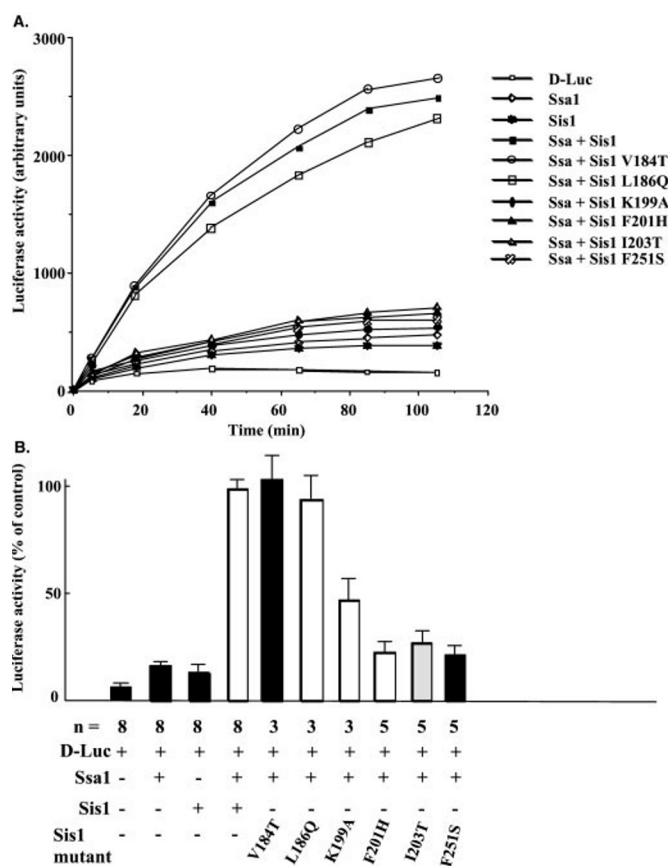 A.
3000
2000
1000
0
Luciferase activity (arbitrary units)
0 20 40 60 80 100 120
Time (min)
D-Luc
Ssa1
Sis1
Ssa + Sis1
Ssa + Sis1 V184T
Ssa + Sis1 L186Q
Ssa + Sis1 K199A
Ssa + Sis1 F201H
Ssa + Sis1 I203T
Ssa + Sis1 F251S
B.
Luciferase activity (% of control)
100
50
0
n = 8 8 8 8 3 3 3 5 5 5
D-Luc + + + + + + + + + +
Ssa1 - + - + + + + + + +
Sis1 - - + +
Sis1 mutant - - - - V184T L186Q K199A F201H I203T F251S